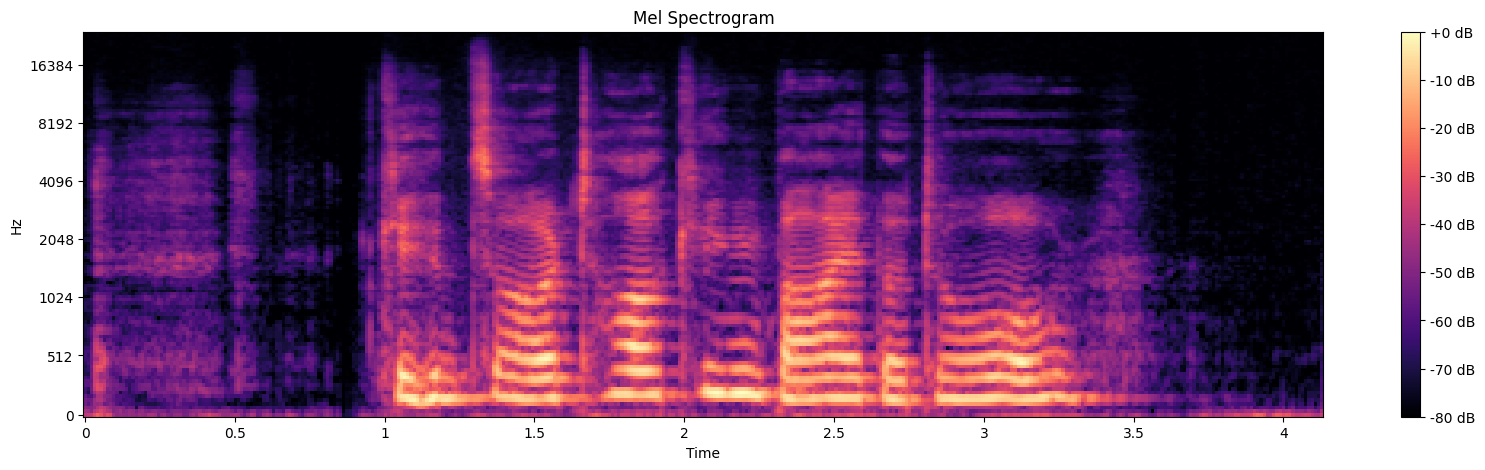 Mel Spectrogram
16384
8192
4096
2048
1024
512
0
Hz
0 0.5 1 1.5 2 2.5 3 3.5 4
Time
+0 dB
-10 dB
-20 dB
-30 dB
-40 dB
-50 dB
-60 dB
-70 dB
-80 dB